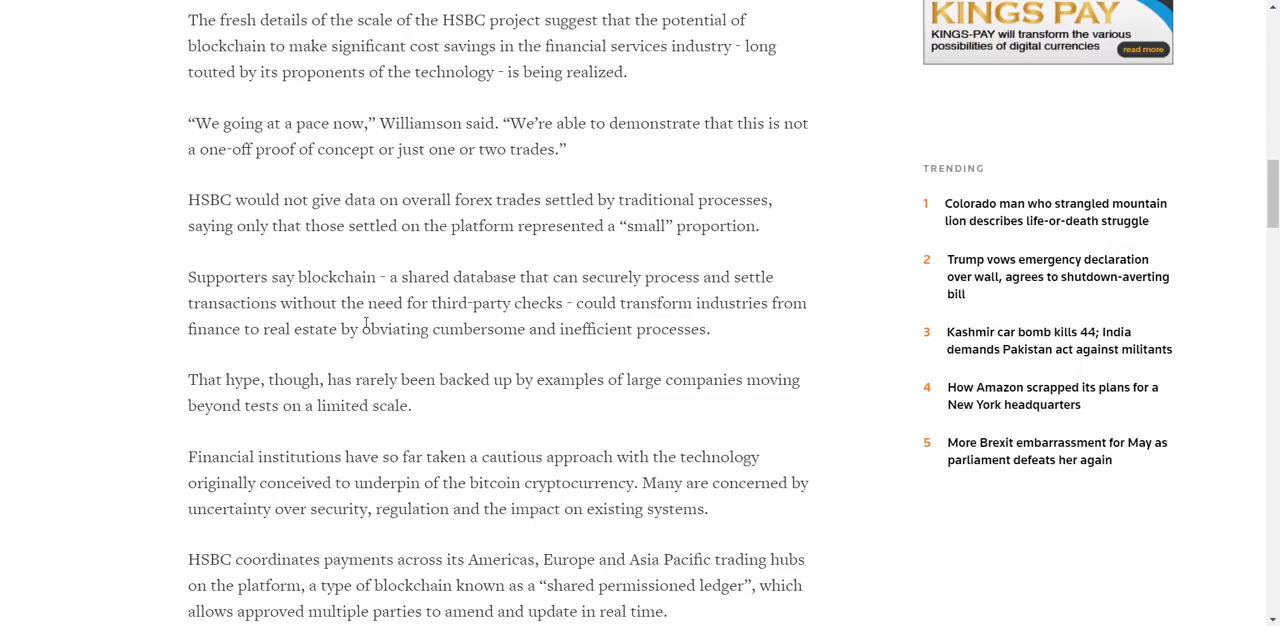 The fresh details of the scale of the HSBC project suggest that the potential of
blockchain to make significant cost savings in the financial services industry - long
touted by its proponents of the technology - is being realized.
“We going at a pace now,” Williamson said. “We’re able to demonstrate that this is not
a one-off proof of concept or just one or two trades.”
HSBC would not give data on overall forex trades settled by traditional processes,
saying only that those settled on the platform represented a “small” proportion.
Supporters say blockchain - a shared database that can securely process and settle
transactions without the need for third-party checks - could transform industries from
finance to real estate by obviating cumbersome and inefficient processes.
That hype, though, has rarely been backed up by examples of large companies moving
beyond tests on a limited scale.
Financial institutions have so far taken a cautious approach with the technology
originally conceived to underpin of the bitcoin cryptocurrency. Many are concerned by
uncertainty over security, regulation and the impact on existing systems.
HSBC coordinates payments across its Americas, Europe and Asia Pacific trading hubs
on the platform, a type of blockchain known as a “shared permissioned ledger”, which
allows approved multiple parties to amend and update in real time.
KINGS PAY
KINGS-PAY will transform the various
possibilities of digital currencies
read more
TRENDING
1 Colorado man who strangled mountain
lion describes life-or-death struggle
2 Trump vows emergency declaration
over wall, agrees to shutdown-averting
bill
3 Kashmir car bomb kills 44; India
demands Pakistan act against militants
4 How Amazon scrapped its plans for a
New York headquarters
5 More Brexit embarrassment for May as
parliament defeats her again